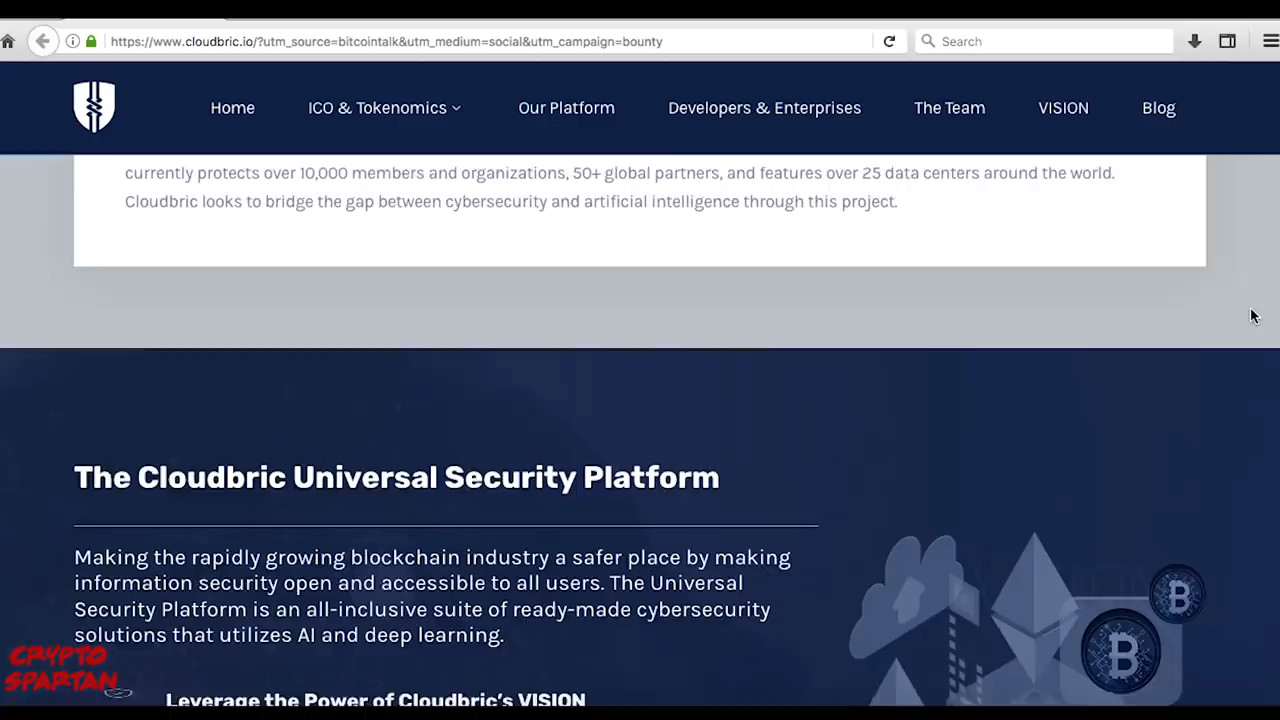 https://www.cloudbric.io/?utm_source=bitcointalk&utm_medium=social&utm_campaign=bounty
Search
Home
ICO & Tokenomics
Our Platform
Developers & Enterprises
The Team
VISION
Blog
currently protects over 10,000 members and organizations, 50+ global partners, and features over 25 data centers around the world.
Cloudbric looks to bridge the gap between cybersecurity and artificial intelligence through this project.
The Cloudbric Universal Security Platform
Making the rapidly growing blockchain industry a safer place by making
information security open and accessible to all users. The Universal
Security Platform is an all-inclusive suite of ready-made cybersecurity
solutions that utilizes AI and deep learning.
CRYPTO
SPARTAN
Leverage the Power of Cloudbric's VISION